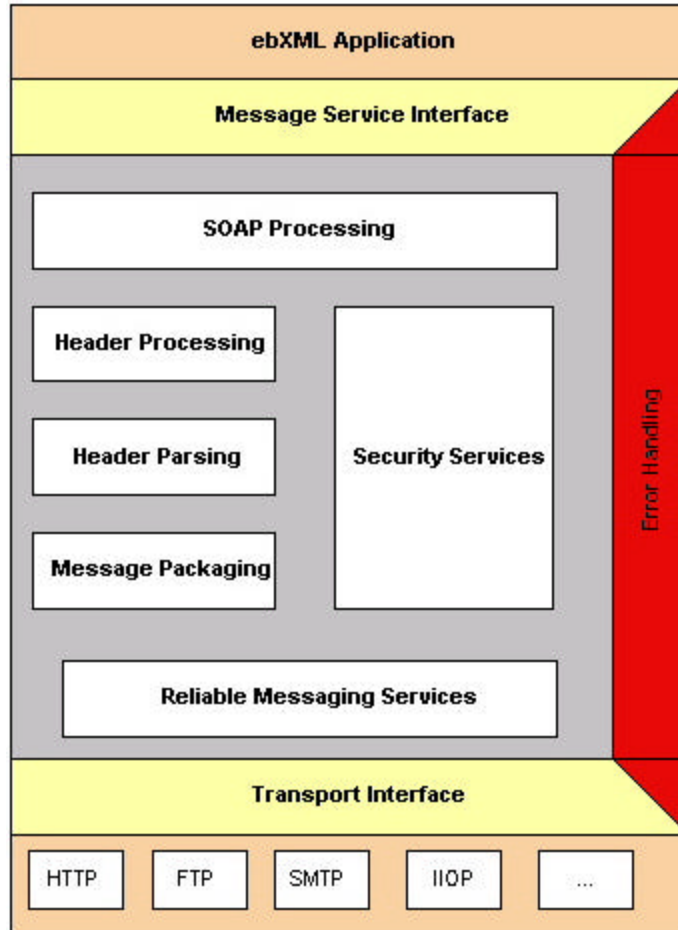 ebXML Application
Message Service Interface
SOAP Processing
Header Processing
Header Parsing
Security Services
Message Packaging
Reliable Messaging Services
Error Handling
Transport Interface
HTTP
FTP
SMTP
IIOP
...